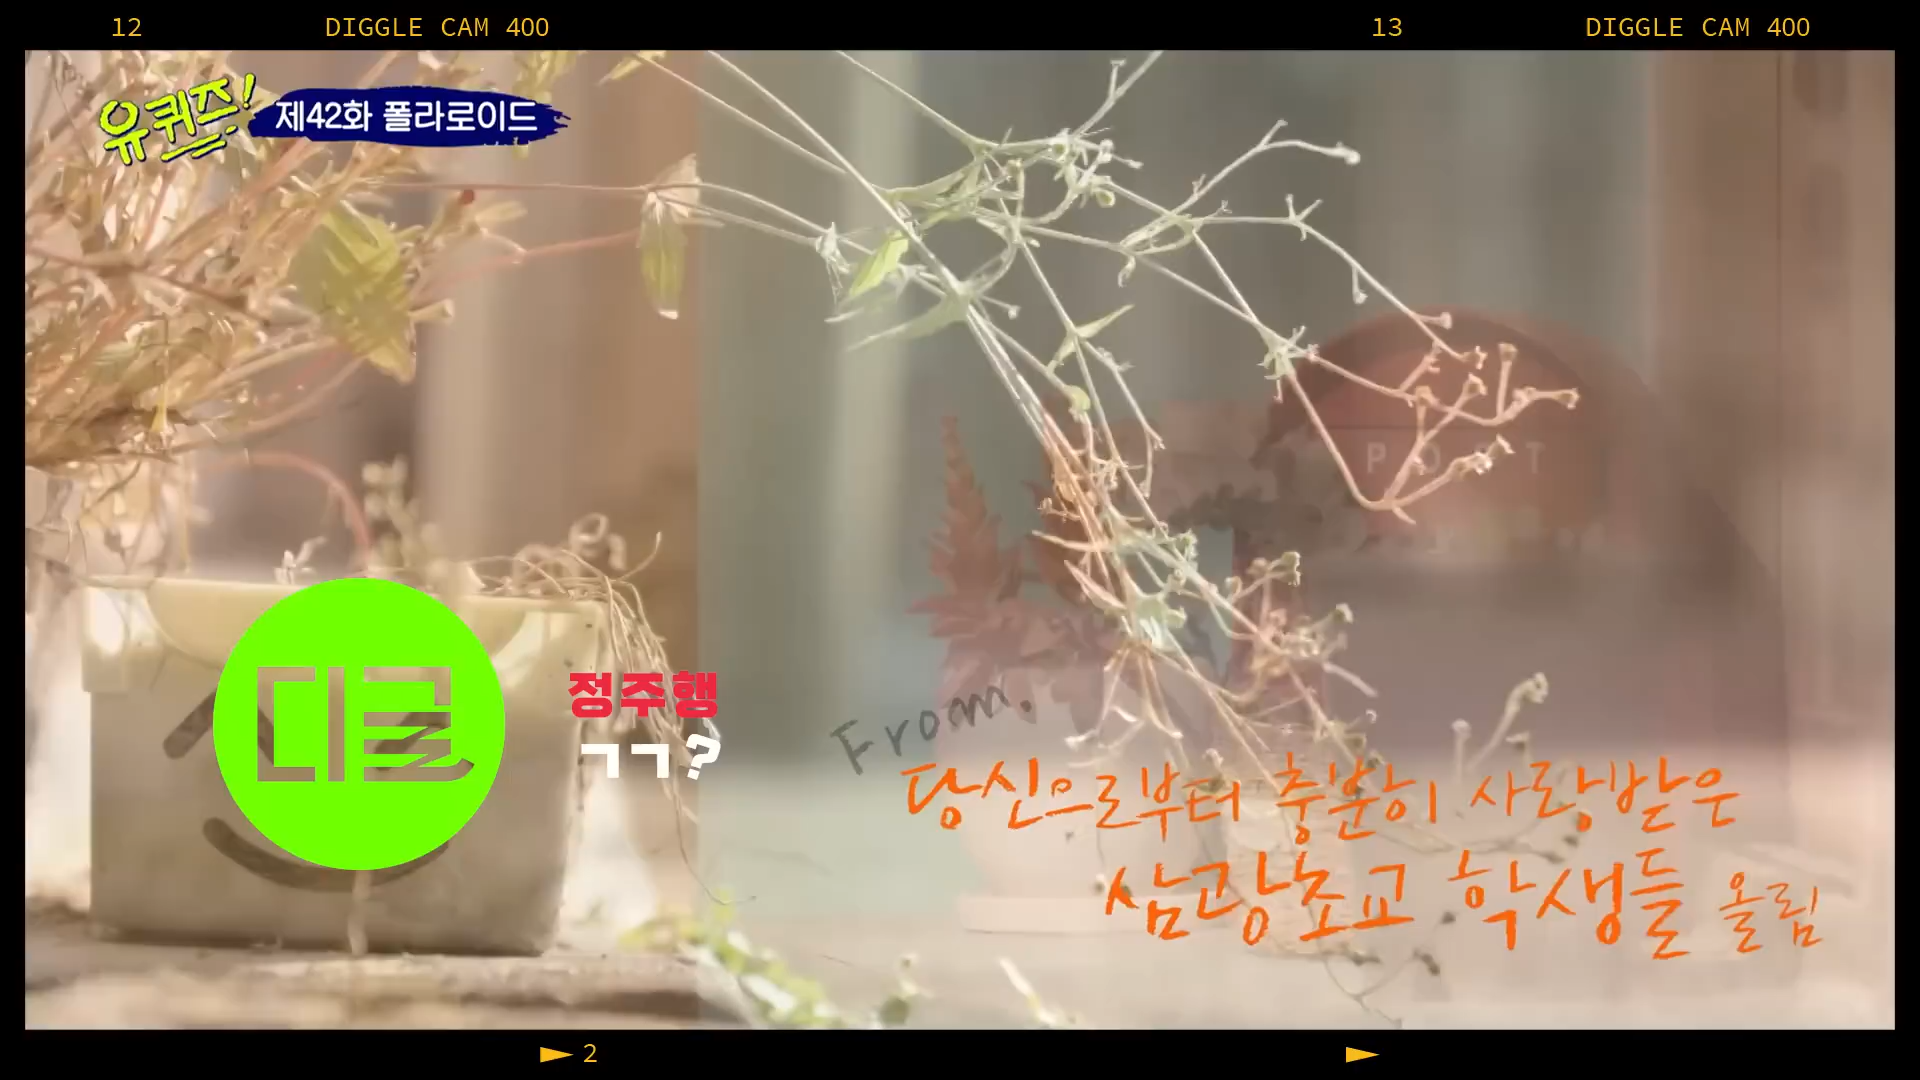 12 DIGGLE CAM 400 13 DIGGLE CAM 400
유퀴즈! 제42화 폴라로이드
POST
디글
정주행
ㄱㄱ?
From.
당신으로부터 충분히 사랑받은
삼광초교 학생들 올림
2